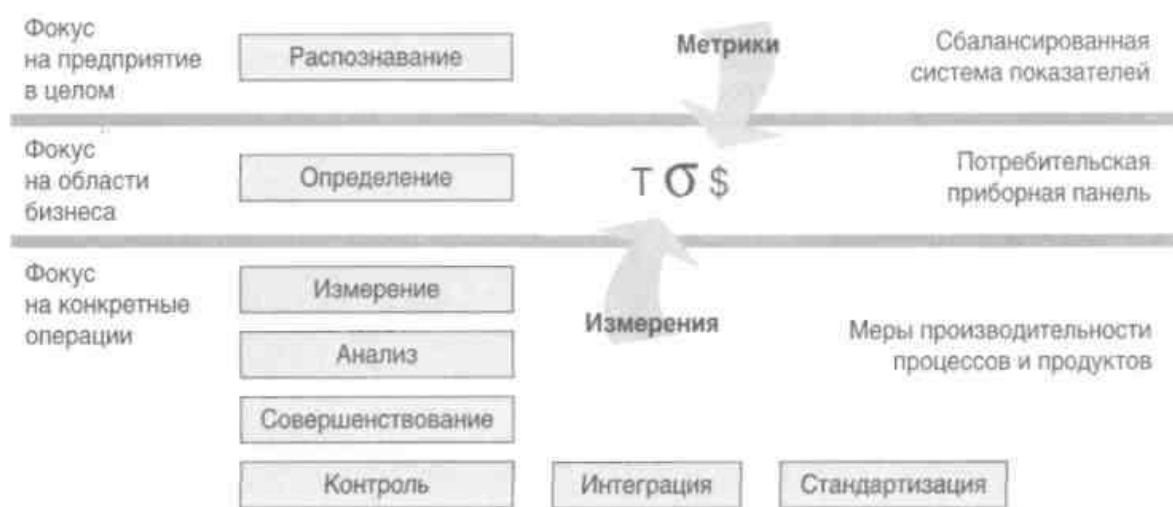 Фокус
на предприятие
в целом
Распознавание
Метрики
Сбалансированная
система показателей
Фокус
на области
бизнеса
Определение
T σ $
Потребительская
приборная панель
Фокус
на конкретные
операции
Измерение
Измерения
Меры производительности
процессов и продуктов
Анализ
Совершенствование
Контроль
Интеграция
Стандартизация